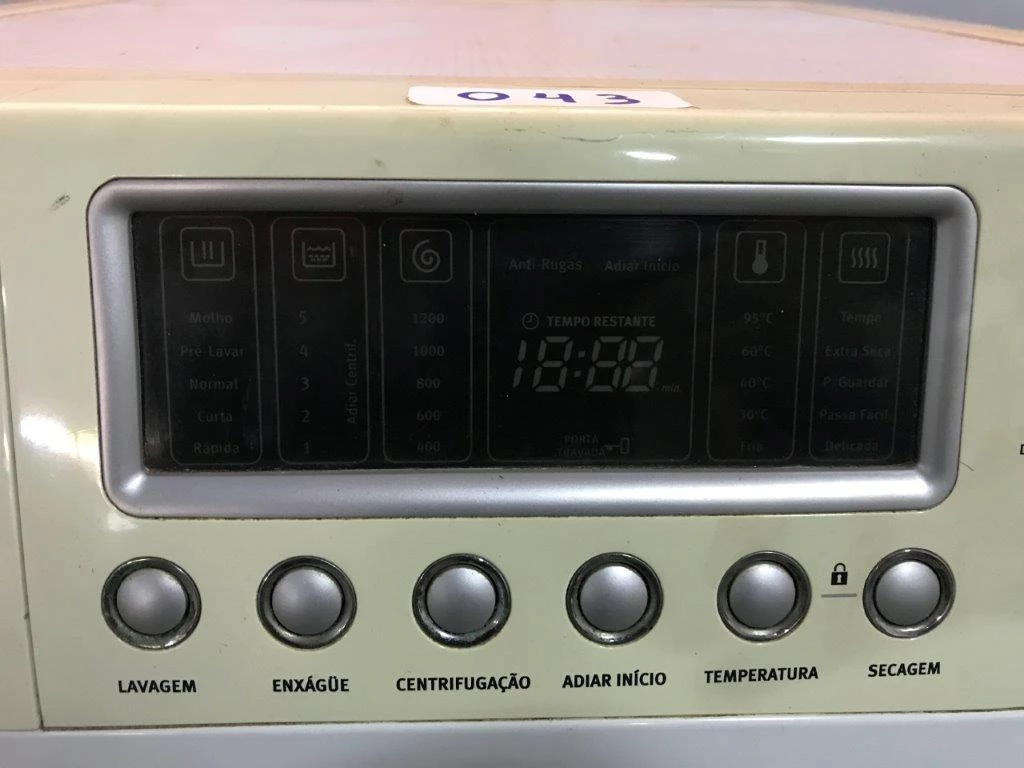 043
Anti-Rugas Adiar Início
Molho 5 1200 TEMPO RESTANTE 95°C Tempo
Pré-Lavar 4 1000 60°C Extra Seca
Normal 3 800 18:88 min. 40°C P. Guardar
Curta 2 600 30°C Passa Fácil
Rápida 1 400 PORTA Fria Delicada
TRAVADA
Adiar Centrif.
LAVAGEM ENXÁGÜE CENTRIFUGAÇÃO ADIAR INÍCIO TEMPERATURA SECAGEM